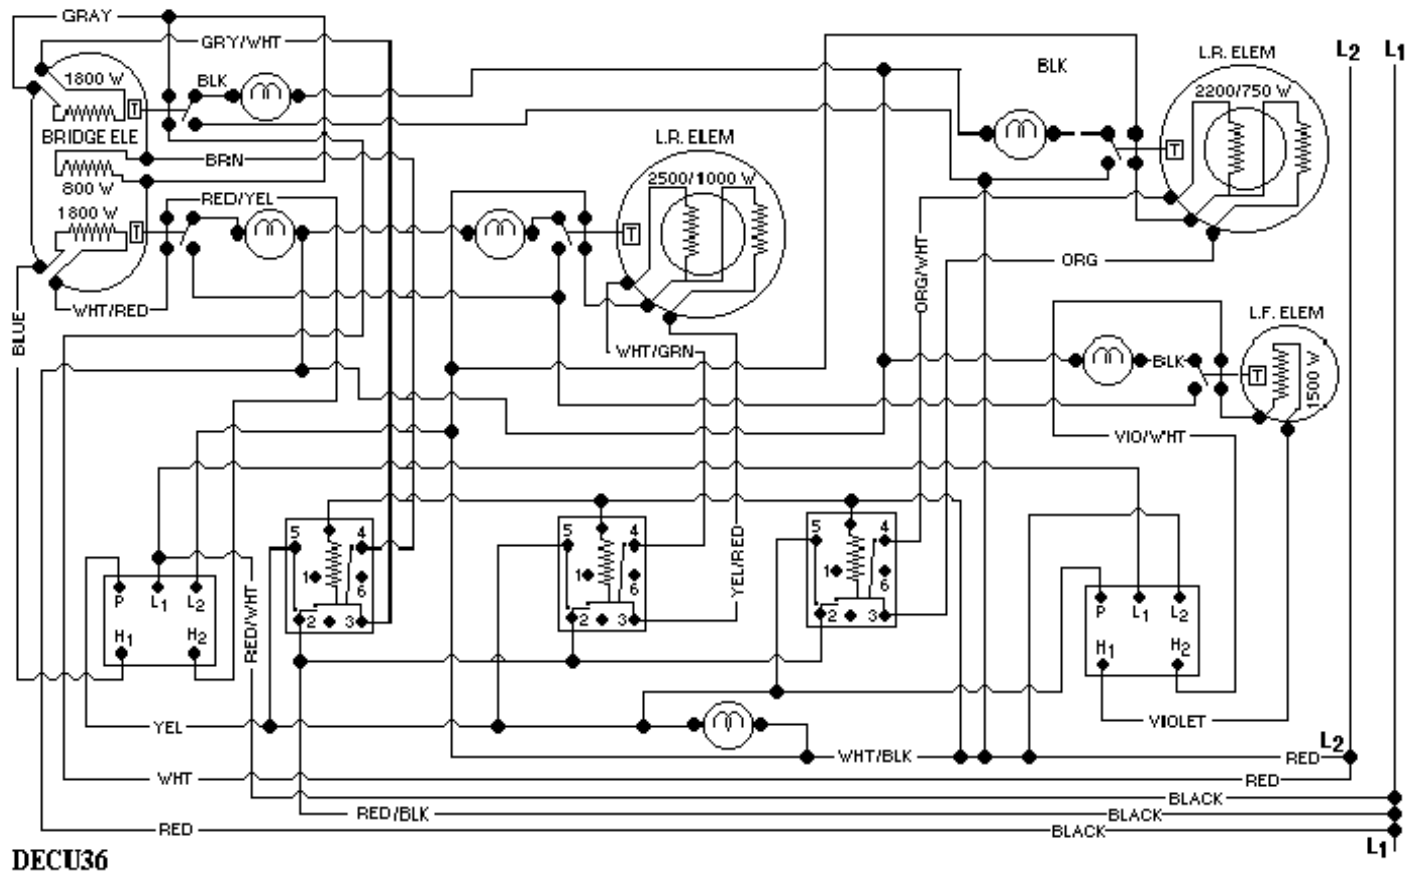 GRAY
GRY/WHT
L2 L1
1800 W
BLK
BLK
L.R. ELEM
T
2200/750 W
BRIDGE ELE
L.R. ELEM
T
BRN
800 W
2500/1000 W
RED/YEL
1800 W
T
T
ORG/WHT
ORG
WHT/RED
BLUE
L.F. ELEM
WHT/GRN
BLK
T
1500 W
VIO/WHT
5 4
5 4
5 4
YEL/RED
1 6
1 6
1 6
P L1 L2
P L1 L2
2 3
2 3
2 3
H1 H2
RED/WHT
H1 H2
YEL
VIOLET
L2
WHT/BLK
RED
WHT
RED
BLACK
RED/BLK
BLACK
RED
BLACK
L1
DECU36